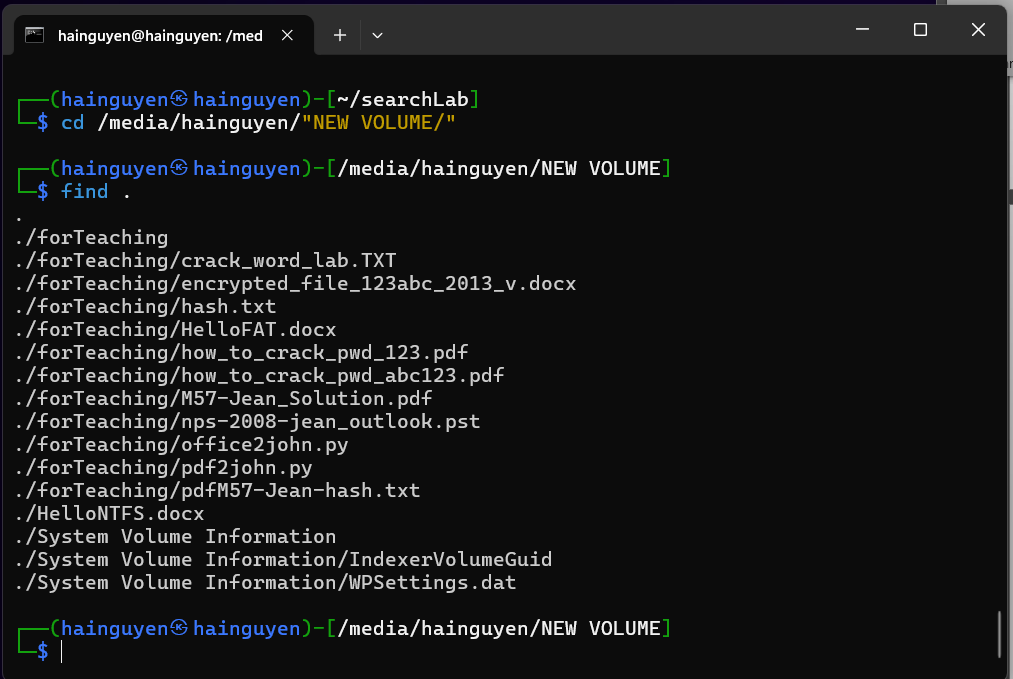 hainguyen@hainguyen: /med
┌──(hainguyen㉿hainguyen)-[~/searchLab]
└─$ cd /media/hainguyen/"NEW VOLUME/"
┌──(hainguyen㉿hainguyen)-[/media/hainguyen/NEW VOLUME]
└─$ find .
.
./forTeaching
./forTeaching/crack_word_lab.TXT
./forTeaching/encrypted_file_123abc_2013_v.docx
./forTeaching/hash.txt
./forTeaching/HelloFAT.docx
./forTeaching/how_to_crack_pwd_123.pdf
./forTeaching/how_to_crack_pwd_abc123.pdf
./forTeaching/M57-Jean_Solution.pdf
./forTeaching/nps-2008-jean_outlook.pst
./forTeaching/office2john.py
./forTeaching/pdf2john.py
./forTeaching/pdfM57-Jean-hash.txt
./HelloNTFS.docx
./System Volume Information
./System Volume Information/IndexerVolumeGuid
./System Volume Information/WPSettings.dat
┌──(hainguyen㉿hainguyen)-[/media/hainguyen/NEW VOLUME]
└─$